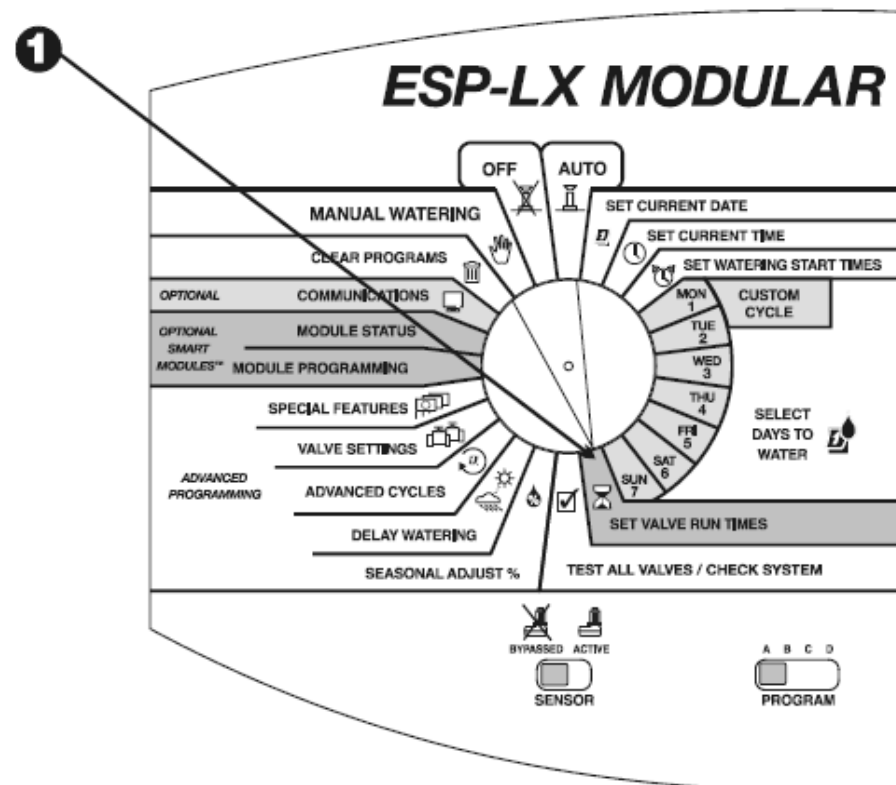 1
ESP-LX MODULAR
OFF
AUTO
MANUAL WATERING
CLEAR PROGRAMS
OPTIONAL
COMMUNICATIONS
OPTIONAL
SMART
MODULES™
MODULE STATUS
MODULE PROGRAMMING
SPECIAL FEATURES
VALVE SETTINGS
ADVANCED
PROGRAMMING
ADVANCED CYCLES
DELAY WATERING
SEASONAL ADJUST %
SET CURRENT DATE
SET CURRENT TIME
SET WATERING START TIMES
CUSTOM
CYCLE
MON
1
TUE
2
WED
3
THU
4
FRI
5
SAT
6
SUN
7
SELECT
DAYS TO
WATER
SET VALVE RUN TIMES
TEST ALL VALVES / CHECK SYSTEM
BYPASSED ACTIVE
SENSOR
A B C D
PROGRAM